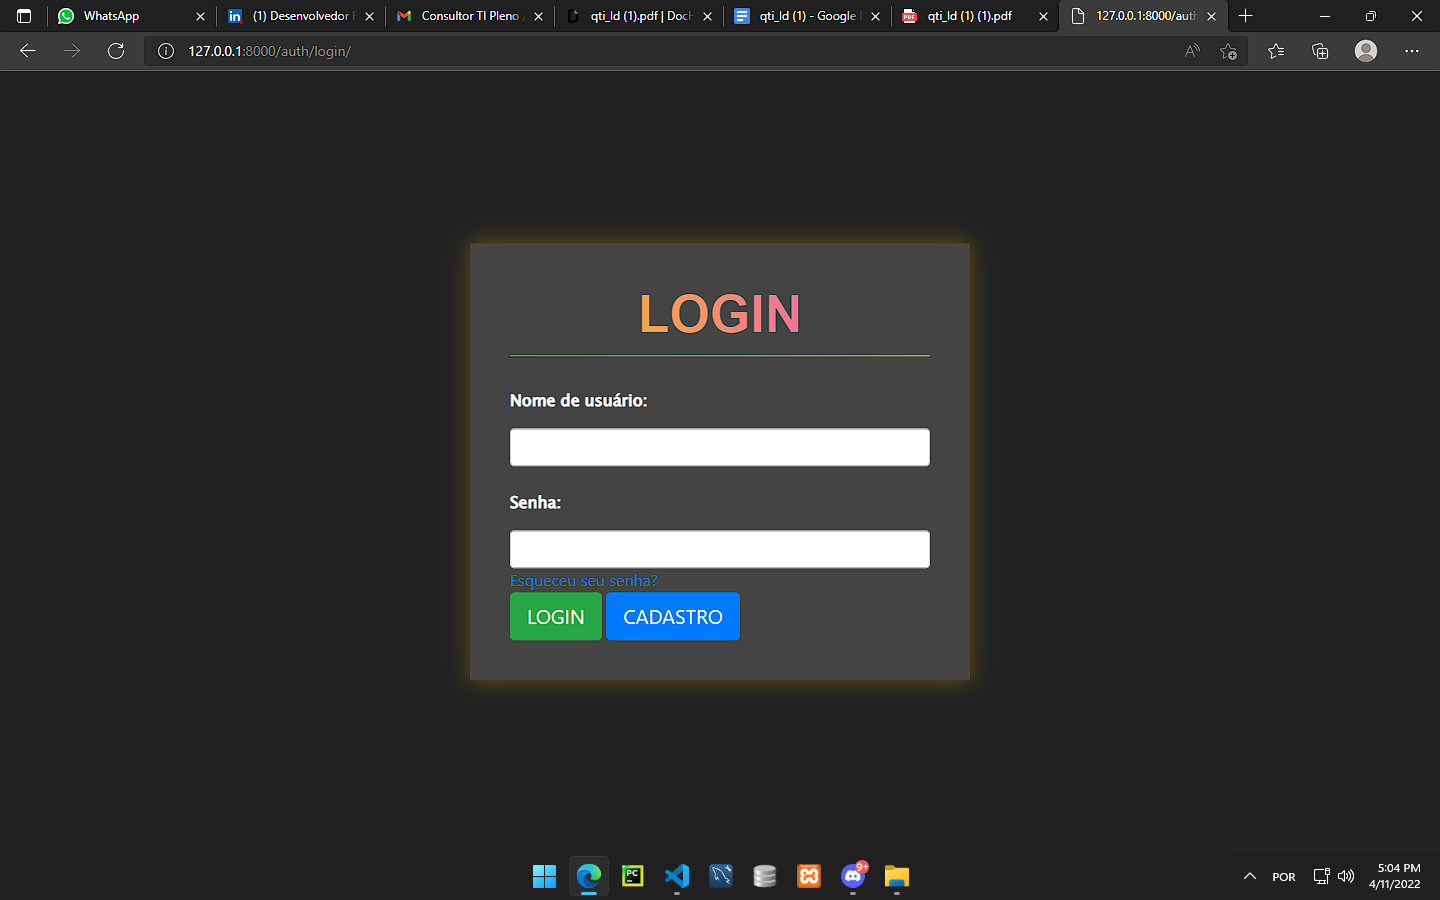 WhatsApp
(1) Desenvolvedor
Consultor TI Pleno
qti_ld (1).pdf | Doc
qti_ld (1) - Google
qti_ld (1) (1).pdf
127.0.0.1:8000/auth
127.0.0.1:8000/auth/login/
LOGIN
Nome de usuário:
Senha:
Esqueceu seu senha?
LOGIN CADASTRO
PC
9+
POR
5:04 PM
4/11/2022